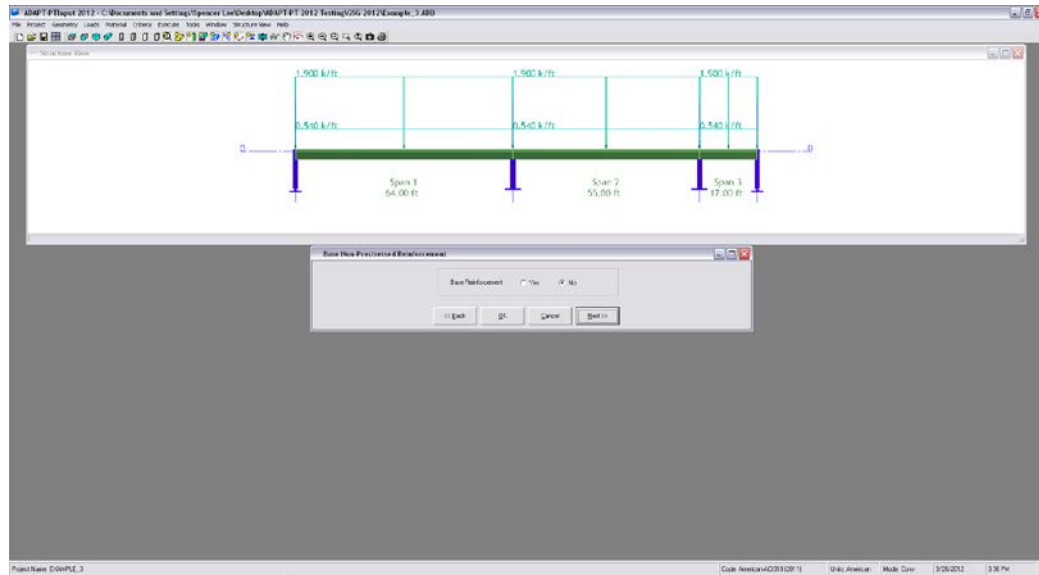 ADAPT-PTInput 2012 - C:\Documents and Settings\Spencer Lee\Desktop\ADAPT-PT 2012 Testing\GSG 2012\Example_3.ADB
File Project Geometry Loads Material Criteria Execute Tools Window Structure View Help
Structure View
1.900 k/ft 1.900 k/ft 1.900 k/ft
0.540 k/ft 0.540 k/ft 0.540 k/ft
Span 1 Span 2 Span 3
64.00 ft 55.00 ft 17.00 ft
Base Non-Prestressed Reinforcement
Base Reinforcement Yes No
<< Back OK Cancel Next >>
Project Name: EXAMPLE_3 Code: American-ACI318 (2011) Units: American Mode: Conv 3/28/2012 3:36 PM